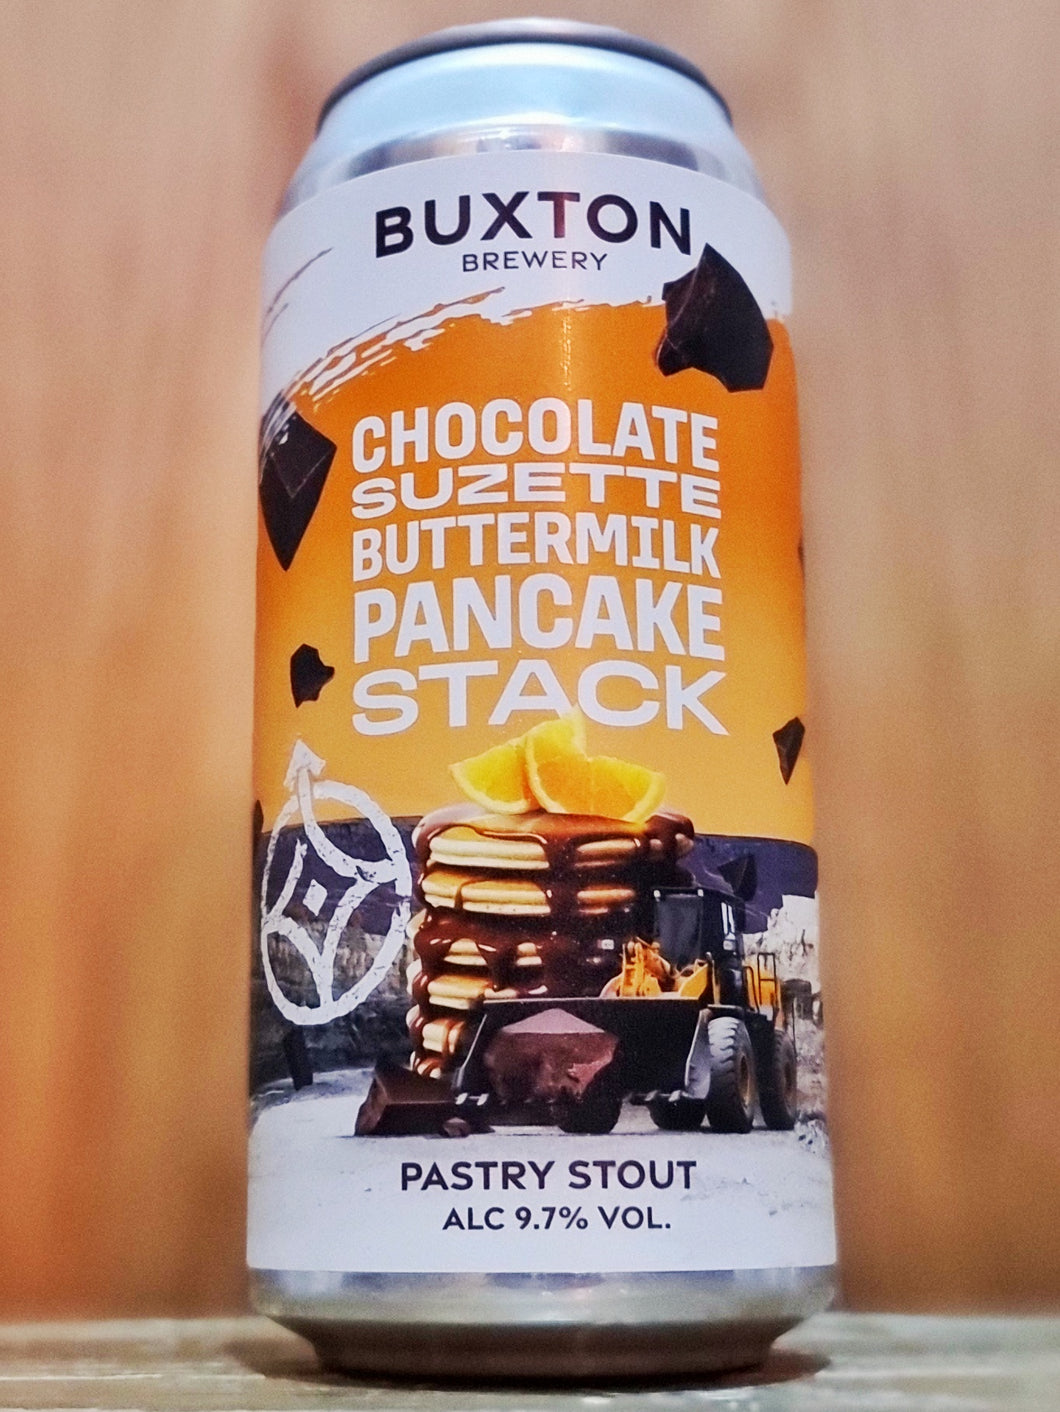 BUXTON
BREWERY
CHOCOLATE
SUZETTE
BUTTERMILK
PANCAKE
STACK
PASTRY STOUT
ALC 9.7% VOL.